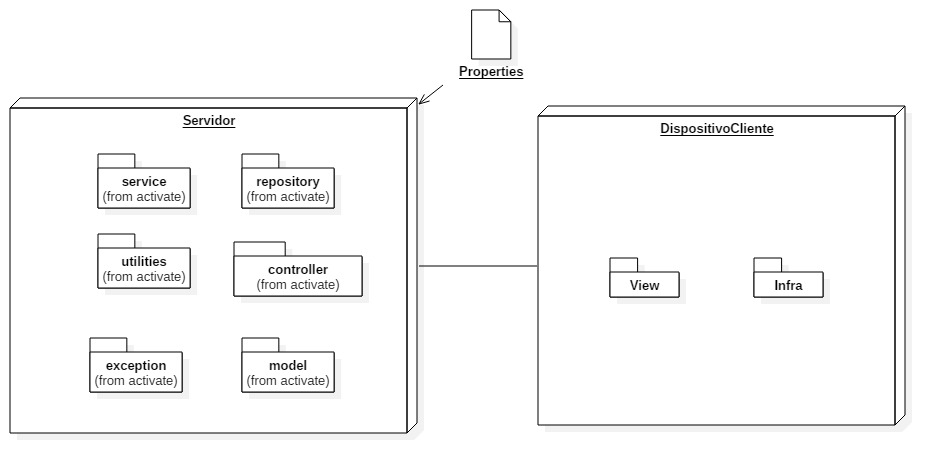 Properties
Servidor
service
(from activate)
repository
(from activate)
utilities
(from activate)
controller
(from activate)
exception
(from activate)
model
(from activate)
DispositivoCliente
View
Infra